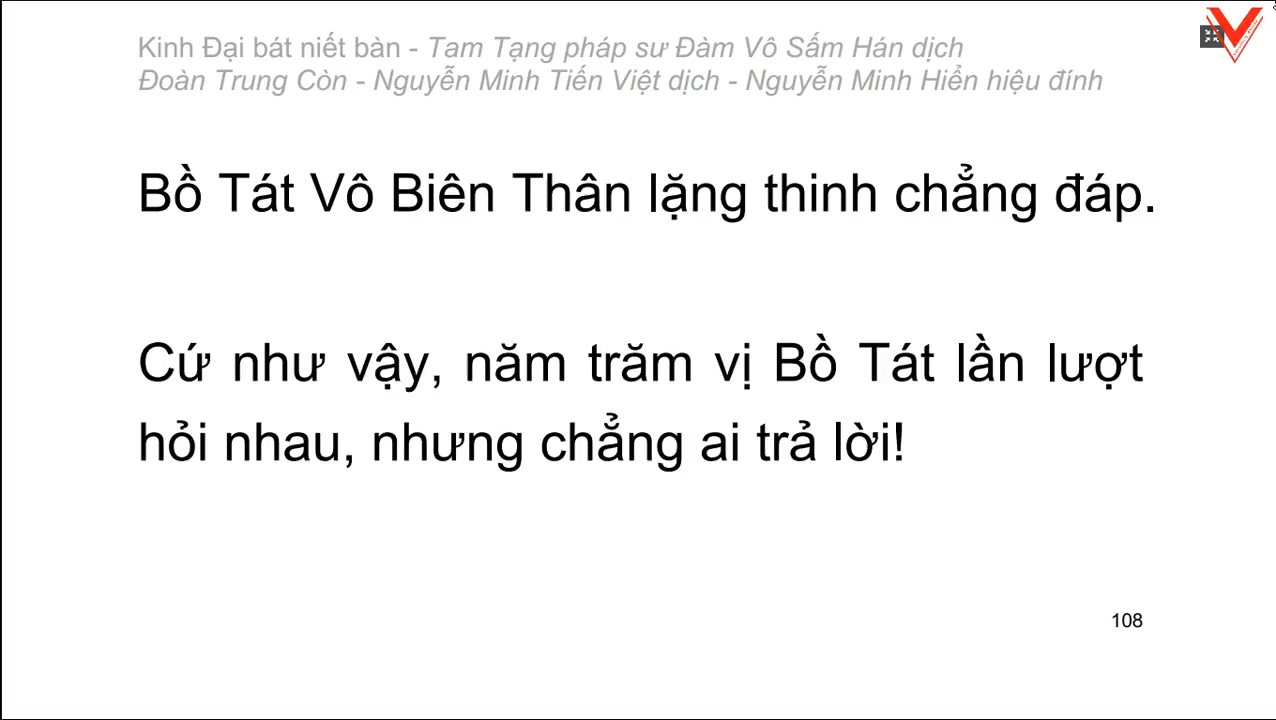 Kinh Đại bát niết bàn - Tam Tạng pháp sư Đàm Vô Sấm Hán dịch
Đoàn Trung Còn - Nguyễn Minh Tiến Việt dịch - Nguyễn Minh Hiển hiệu đính
Bồ Tát Vô Biên Thân lặng thinh chẳng đáp.
Cứ như vậy, năm trăm vị Bồ Tát lần lượt
hỏi nhau, nhưng chẳng ai trả lời!
108